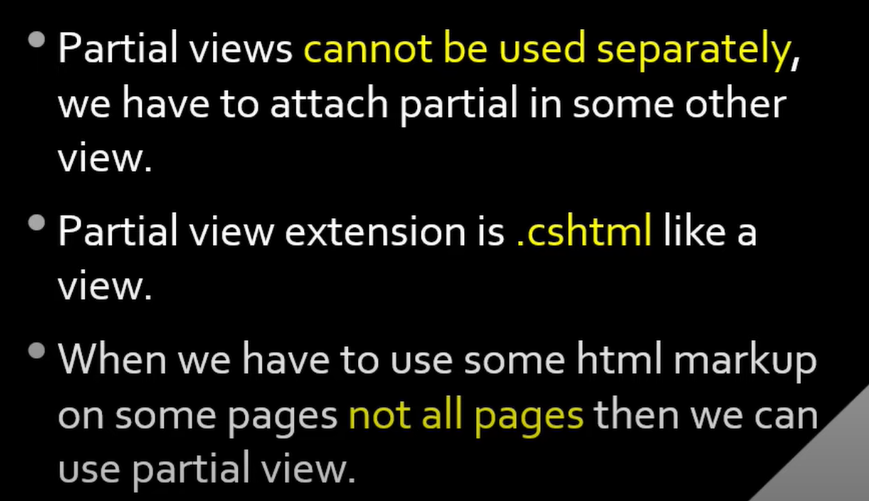 • Partial views cannot be used separately,
we have to attach partial in some other
view.
• Partial view extension is .cshtml like a
view.
• When we have to use some html markup
on some pages not all pages then we can
use partial view.